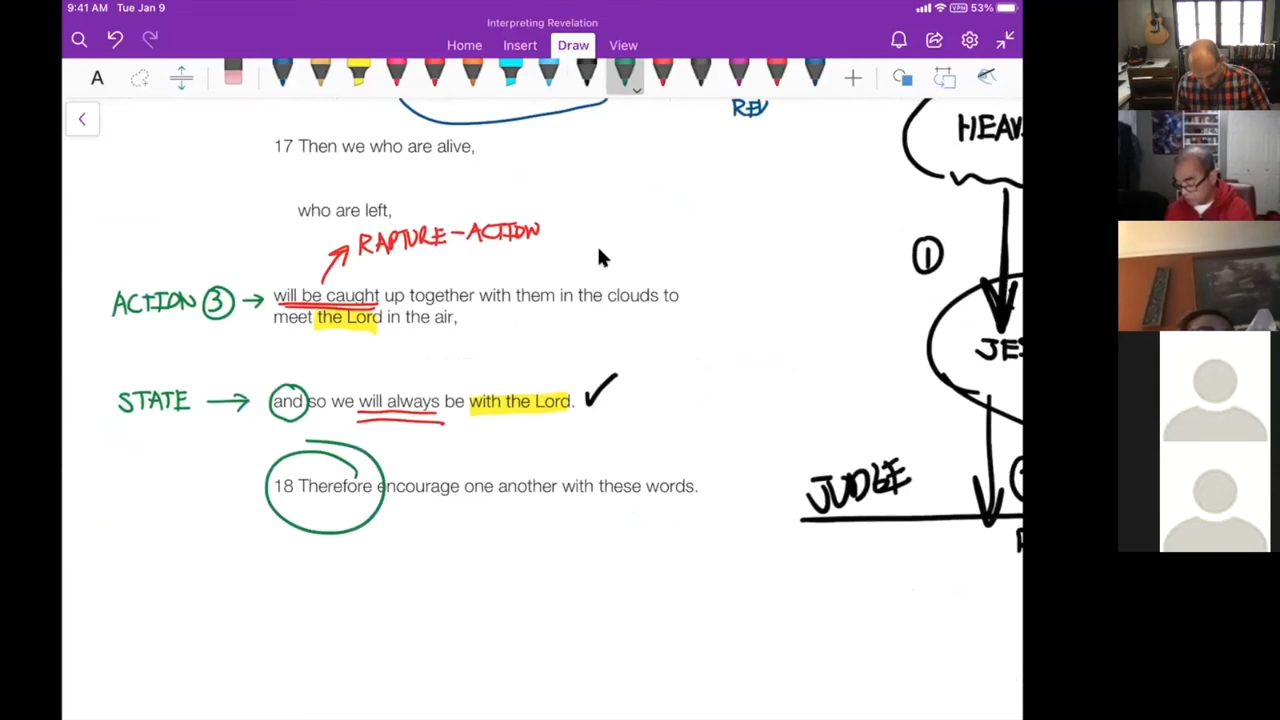 9:41 AM Tue Jan 9
VPN 53%
Interpreting Revelation
Home Insert Draw View
A
REV
HEAV
17 Then we who are alive,
who are left,
RAPTURE - ACTION
1
ACTION 3 → will be caught up together with them in the clouds to
meet the Lord in the air,
JES
STATE → and so we will always be with the Lord.
JUDGE
18 Therefore encourage one another with these words.